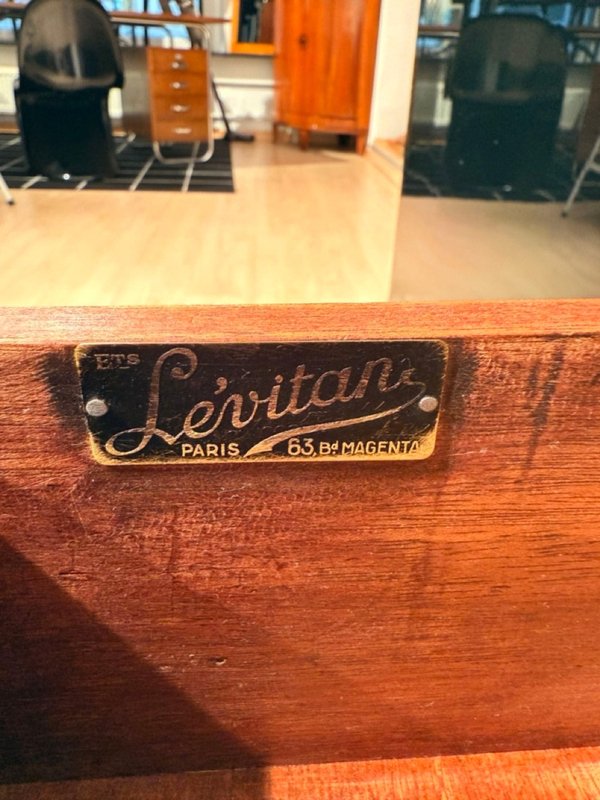 ETS
Lévitan
PARIS 63, Bd MAGENTA